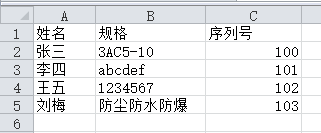 A B C
1 姓名 规格 序列号
2 张三 3AC5-10 100
3 李四 abcdef 101
4 王五 1234567 102
5 刘梅 防尘防水防爆 103
6